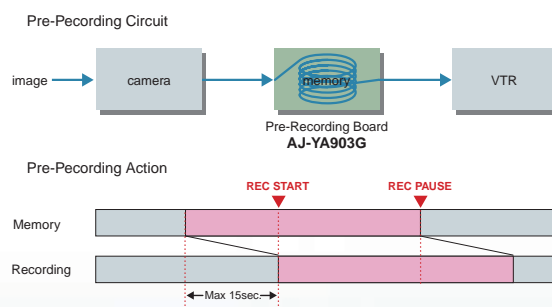 Pre-Pecording Circuit
image
camera
memory
VTR
Pre-Recording Board
AJ-YA903G
Pre-Pecording Action
REC START
REC PAUSE
Memory
Recording
Max 15sec.